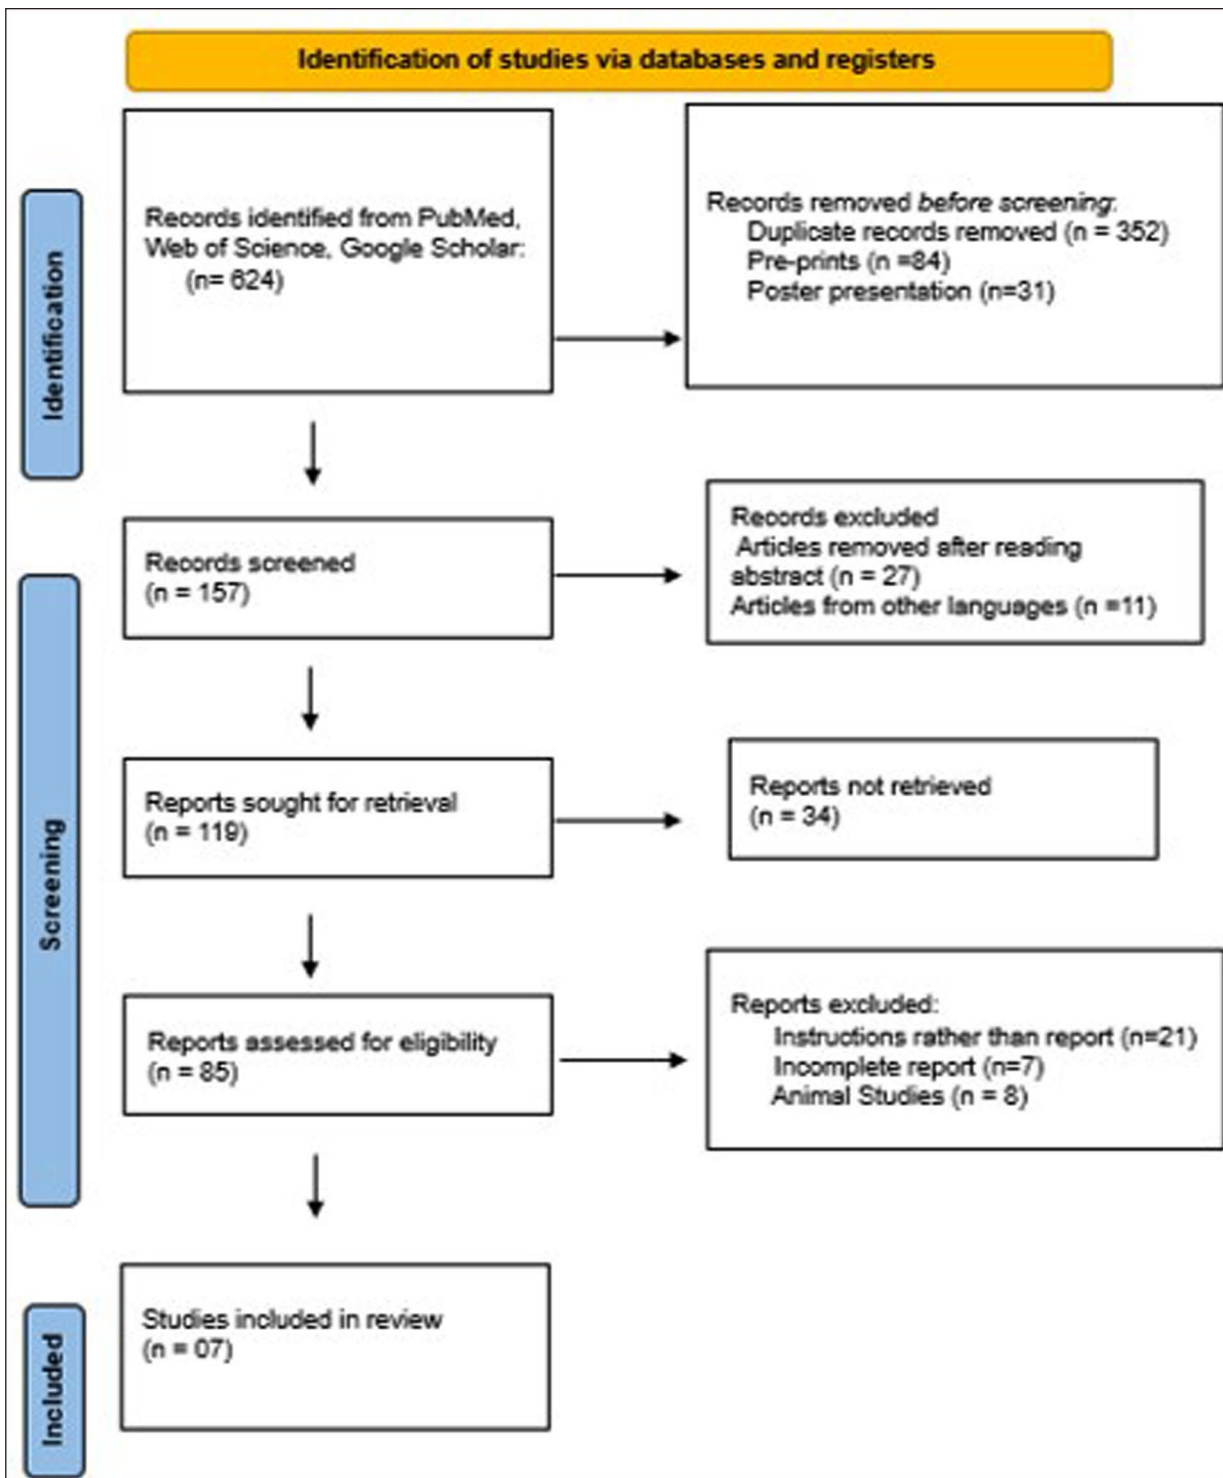 Identification of studies via databases and registers
Identification
Records identified from PubMed,
Web of Science, Google Scholar:
(n= 624)
Records removed before screening:
Duplicate records removed (n = 352)
Pre-prints (n =84)
Poster presentation (n=31)
Screening
Records screened
(n = 157)
Records excluded
Articles removed after reading
abstract (n = 27)
Articles from other languages (n =11)
Reports sought for retrieval
(n = 119)
Reports not retrieved
(n = 34)
Reports assessed for eligibility
(n = 85)
Reports excluded:
Instructions rather than report (n=21)
Incomplete report (n=7)
Animal Studies (n = 8)
Included
Studies included in review
(n = 07)